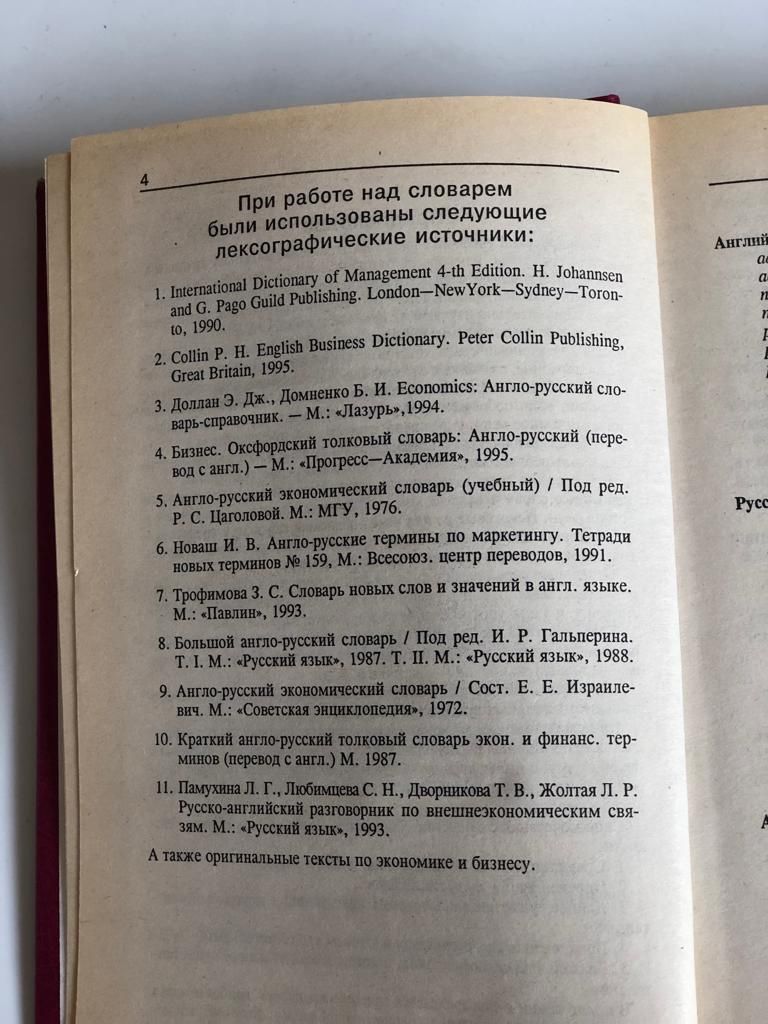 4
При работе над словарем
были использованы следующие
лексографические источники:
1. International Dictionary of Management 4-th Edition. H. Johannsen
and G. Pago Guild Publishing. London—NewYork—Sydney—Toron-
to, 1990.
2. Collin P. H. English Business Dictionary. Peter Collin Publishing,
Great Britain, 1995.
3. Доллан Э. Дж., Домненко Б. И. Economics: Англо-русский сло-
варь-справочник. — М.: «Лазурь»,1994.
4. Бизнес. Оксфордский толковый словарь: Англо-русский (пере-
вод с англ.) — М.: «Прогресс—Академия», 1995.
5. Англо-русский экономический словарь (учебный) / Под ред.
Р. С. Цаголовой. М.: МГУ, 1976.
6. Новаш И. В. Англо-русские термины по маркетингу. Тетради
новых терминов № 159, М.: Всесоюз. центр переводов, 1991.
7. Трофимова З. С. Словарь новых слов и значений в англ. языке.
М.: «Павлин», 1993.
8. Большой англо-русский словарь / Под ред. И. Р. Гальперина.
Т. I. М.: «Русский язык», 1987. Т. II. М.: «Русский язык», 1988.
9. Англо-русский экономический словарь / Сост. Е. Е. Израиле-
вич. М.: «Советская энциклопедия», 1972.
10. Краткий англо-русский толковый словарь экон. и финанс. тер-
минов (перевод с англ.) М. 1987.
11. Памухина Л. Г., Любимцева С. Н., Дворникова Т. В., Жолтая Л. Р.
Русско-английский разговорник по внешнеэкономическим свя-
зям. М.: «Русский язык», 1993.
А также оригинальные тексты по экономике и бизнесу.
Англий
Русс